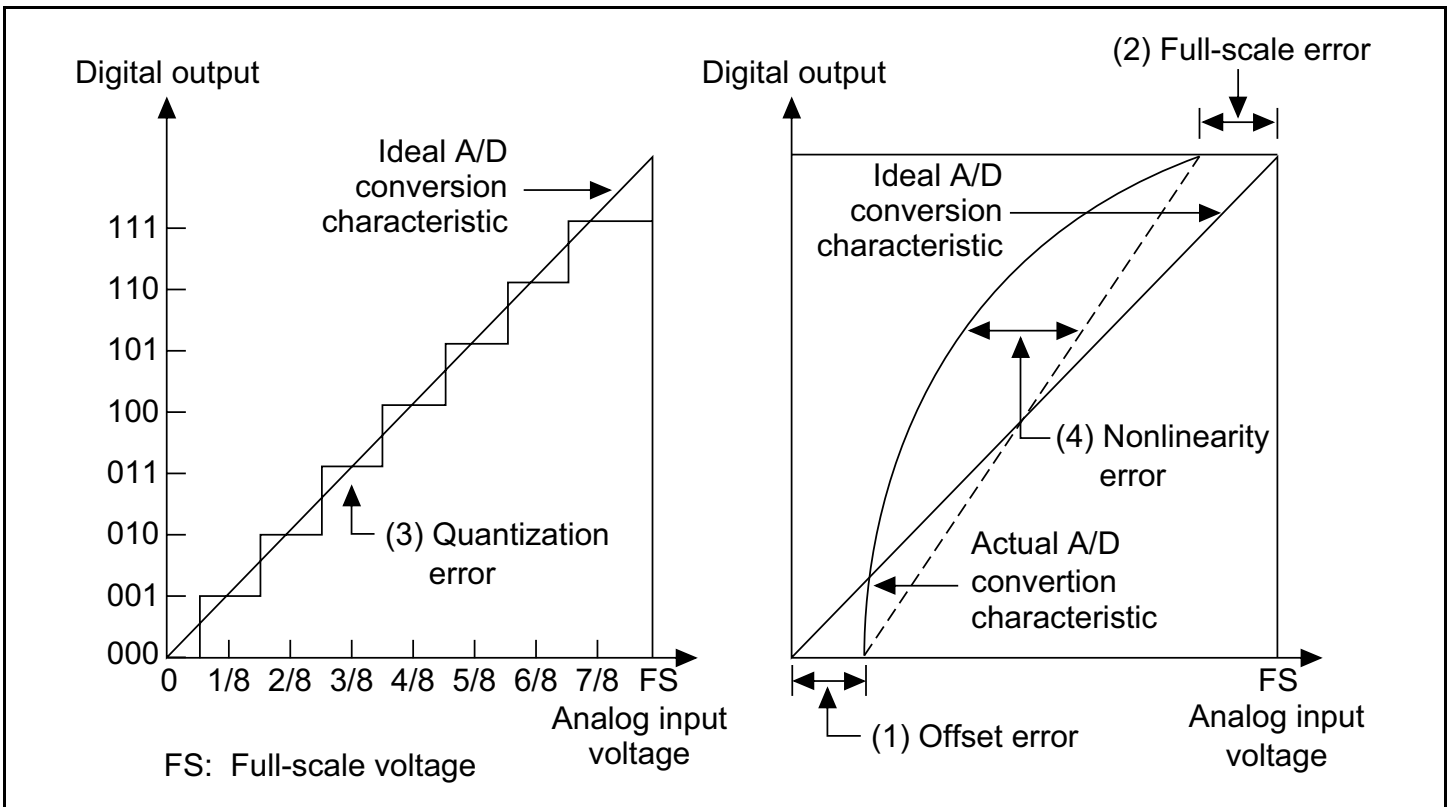 Digital output
Ideal A/D
conversion
characteristic
111
110
101
100
011
010
001
000
(3) Quantization
error
0 1/8 2/8 3/8 4/8 5/8 6/8 7/8 FS
Analog input
voltage
FS: Full-scale voltage
Digital output
(2) Full-scale error
Ideal A/D
conversion
characteristic
(4) Nonlinearity
error
Actual A/D
convertion
characteristic
FS
Analog input
voltage
(1) Offset error